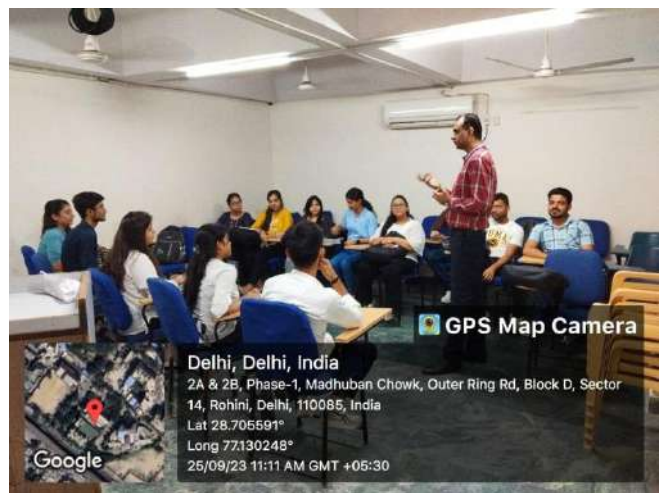 GPS Map Camera
Delhi, Delhi, India
2A & 2B, Phase-1, Madhuban Chowk, Outer Ring Rd, Block D, Sector
14, Rohini, Delhi, 110085, India
Lat 28.705591°
Long 77.130248°
25/09/23 11:11 AM GMT +05:30
Google